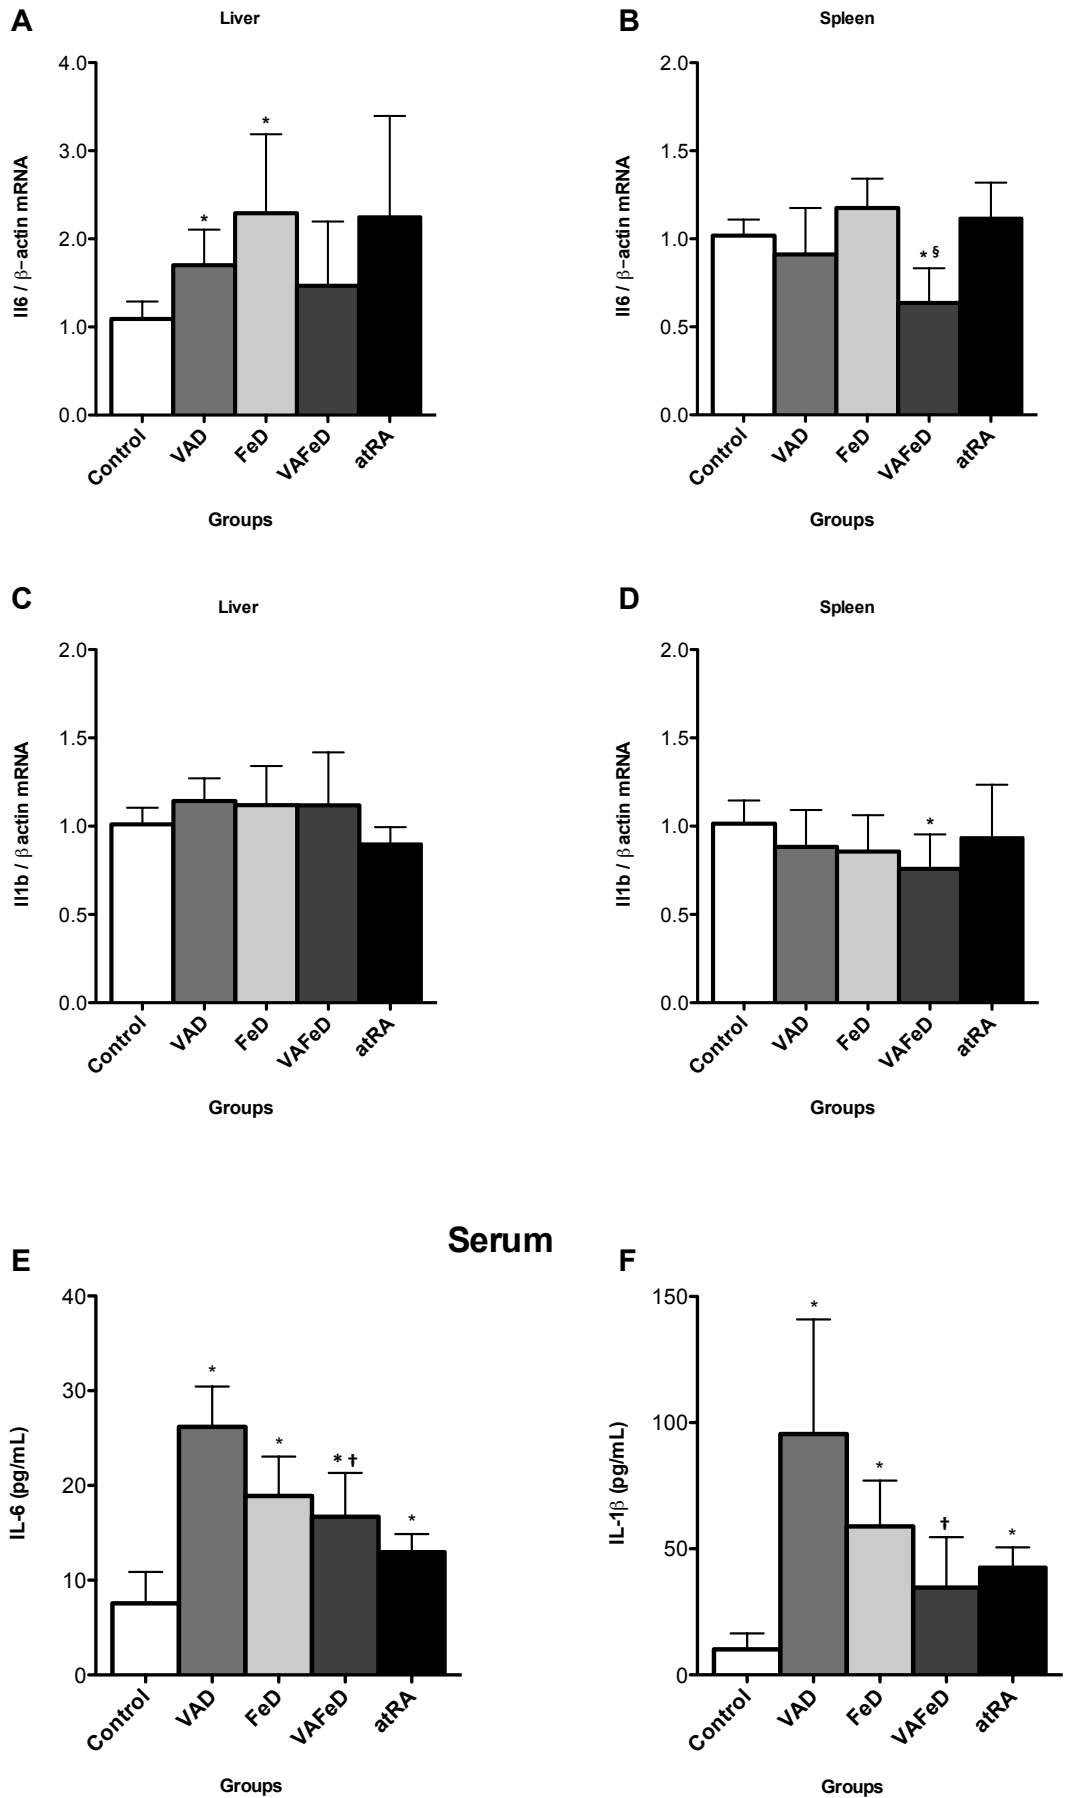 A
Liver
Il6 / β−actin mRNA
4.0
3.0
2.0
1.0
0.0
*
*
Control
VAD
FeD
VAFeD
atRA
Groups
B
Spleen
Il6 / β−actin mRNA
2.0
1.5
1.0
0.5
0.0
* §
Control
VAD
FeD
VAFeD
atRA
Groups
C
Liver
Il1b / β actin mRNA
2.0
1.5
1.0
0.5
0.0
Control
VAD
FeD
VAFeD
atRA
Groups
D
Spleen
Il1b / β actin mRNA
2.0
1.5
1.0
0.5
0.0
*
Control
VAD
FeD
VAFeD
atRA
Groups
Serum
E
IL-6 (pg/mL)
40
30
20
10
0
*
*
* †
*
Control
VAD
FeD
VAFeD
atRA
Groups
F
IL-1β (pg/mL)
150
100
50
0
*
*
†
*
Control
VAD
FeD
VAFeD
atRA
Groups